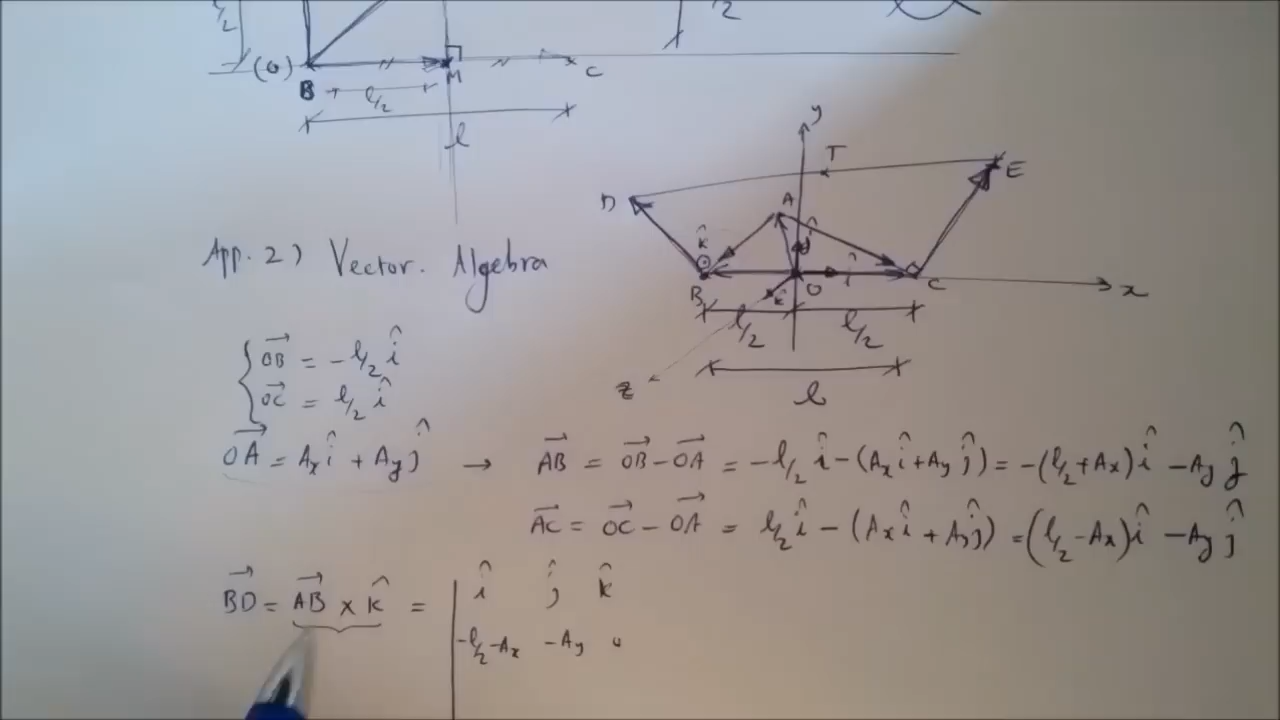 l/2
l/2
(0)
B
M
C
l/2
l
y
T
D
E
A
k̂
ĵ
î
B
k̂
O
C
x
l/2 l/2
z
l
App. 2) Vector. Algebra
OB⃗ = -l/2 î
OC⃗ = l/2 î
OA⃗ = Ax î + Ay ĵ → AB⃗ = OB⃗ - OA⃗ = -l/2 î - (Ax î + Ay ĵ) = -(l/2 + Ax) î - Ay ĵ
AC⃗ = OC⃗ - OA⃗ = l/2 î - (Ax î + Ay ĵ) = (l/2 - Ax) î - Ay ĵ
BD⃗ = AB⃗ × k̂ = | î ĵ k̂
-l/2 - Ax -Ay 0